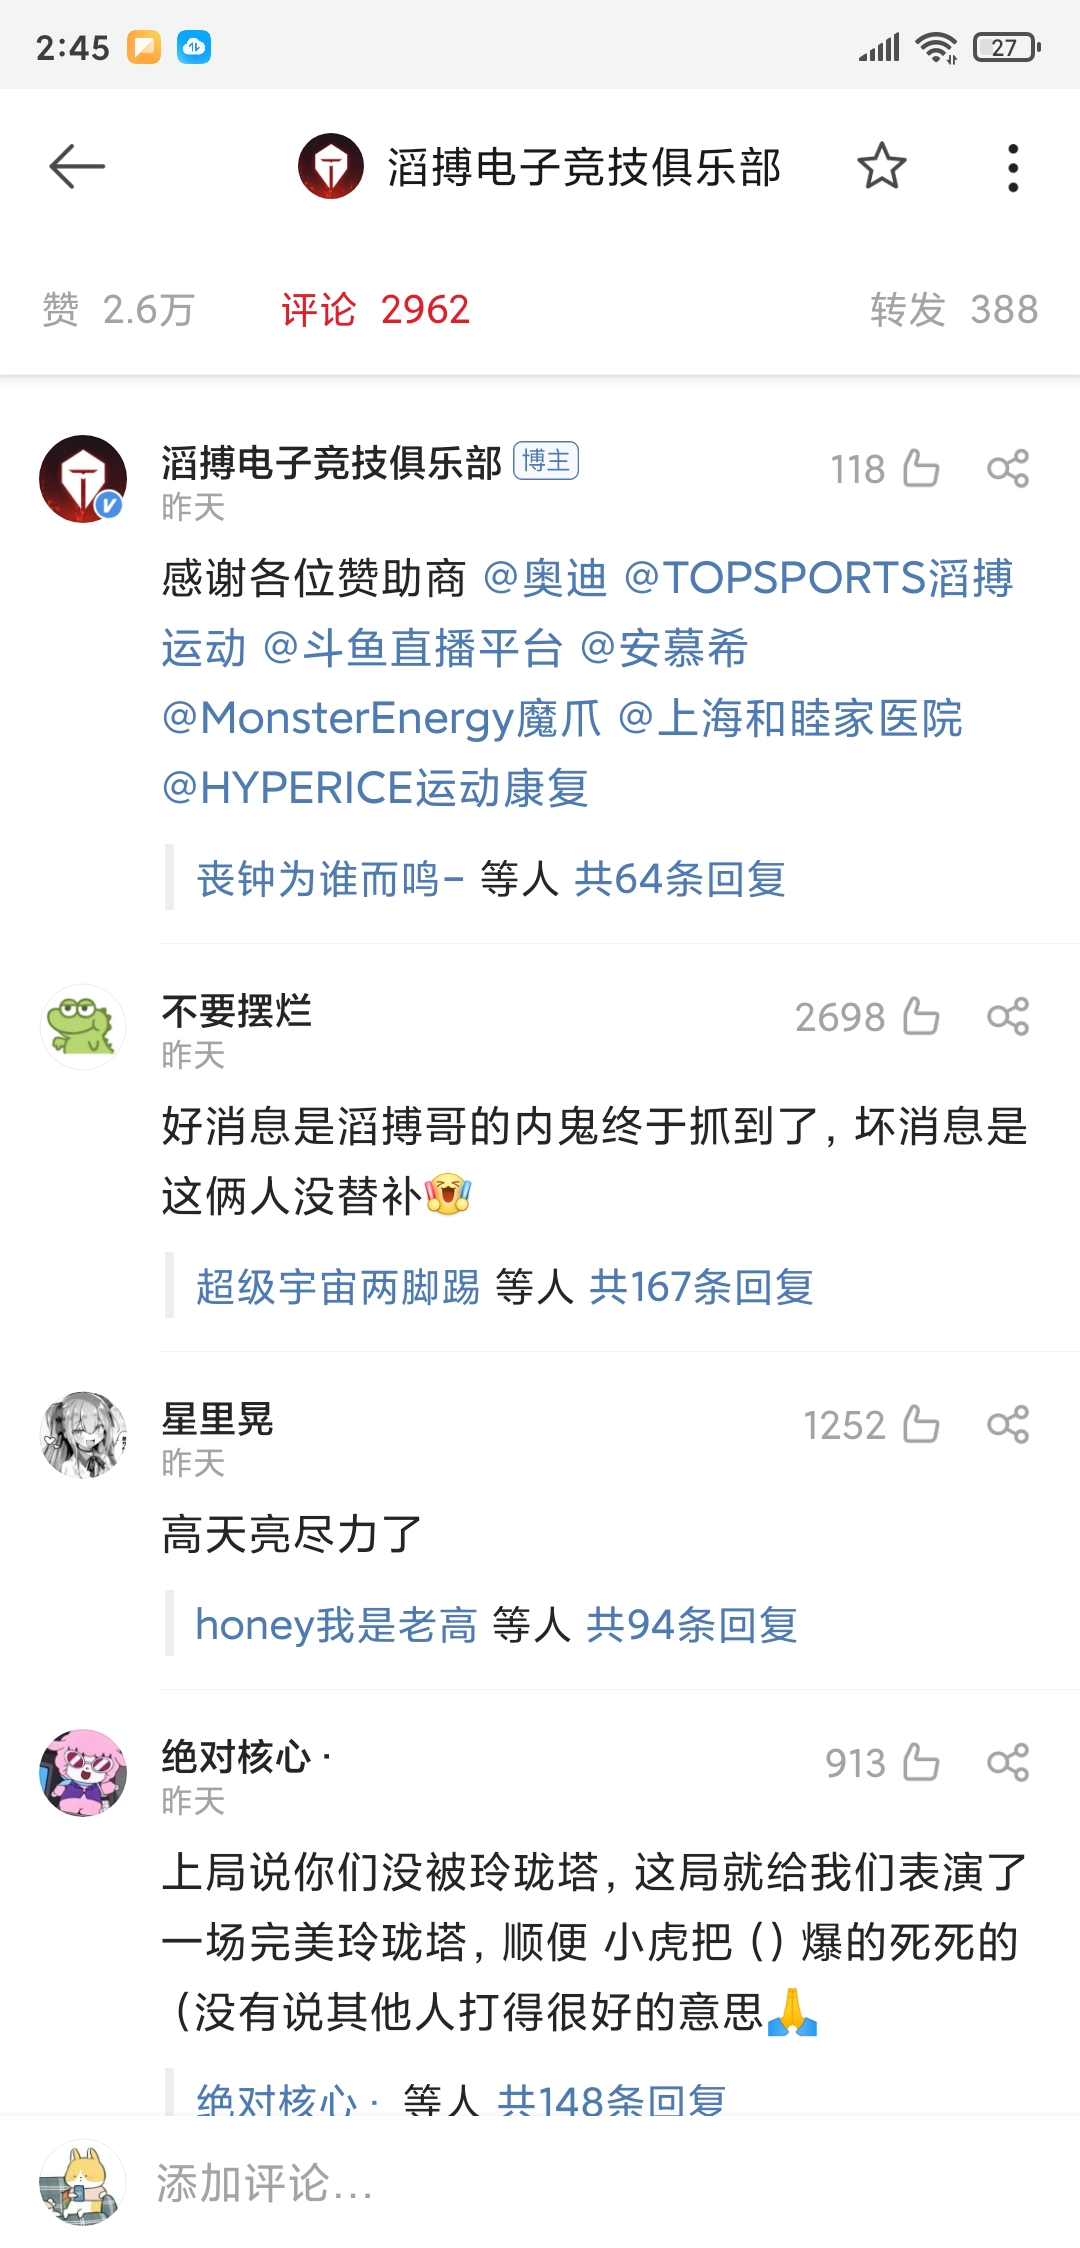 2:45
27
滔搏电子竞技俱乐部
赞 2.6万 评论 2962 转发 388
滔搏电子竞技俱乐部 博主 118
昨天
感谢各位赞助商 @奥迪 @TOPSPORTS滔搏
运动 @斗鱼直播平台 @安慕希
@MonsterEnergy魔爪 @上海和睦家医院
@HYPERICE运动康复
丧钟为谁而鸣- 等人 共64条回复
不要摆烂 2698
昨天
好消息是滔搏哥的内鬼终于抓到了，坏消息是
这俩人没替补
超级宇宙两脚踢 等人 共167条回复
星里晃 1252
昨天
高天亮尽力了
honey我是老高 等人 共94条回复
绝对核心 · 913
昨天
上局说你们没被玲珑塔，这局就给我们表演了
一场完美玲珑塔，顺便 小虎把（）爆的死死的
（没有说其他人打得很好的意思🙏
绝对核心 · 等人 共148条回复
添加评论...